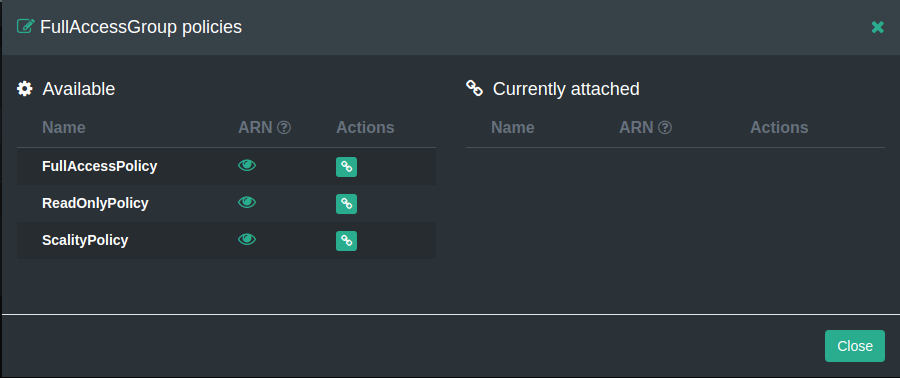 FullAccessGroup policies
Available
Name ARN Actions
FullAccessPolicy
ReadOnlyPolicy
ScalityPolicy
Currently attached
Name ARN Actions
Close